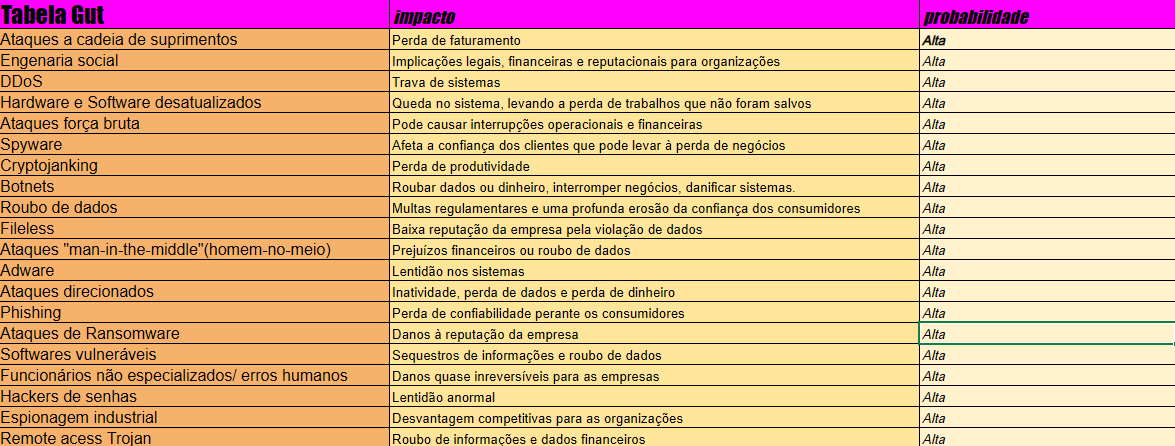 Tabela Gut impacto probabilidade
Ataques a cadeia de suprimentos Perda de faturamento Alta
Engenaria social Implicações legais, financeiras e reputacionais para organizações Alta
DDoS Trava de sistemas Alta
Hardware e Software desatualizados Queda no sistema, levando a perda de trabalhos que não foram salvos Alta
Ataques força bruta Pode causar interrupções operacionais e financeiras Alta
Spyware Afeta a confiança dos clientes que pode levar à perda de negócios Alta
Cryptojanking Perda de produtividade Alta
Botnets Roubar dados ou dinheiro, interromper negócios, danificar sistemas. Alta
Roubo de dados Multas regulamentares e uma profunda erosão da confiança dos consumidores Alta
Fileless Baixa reputação da empresa pela violação de dados Alta
Ataques "man-in-the-middle"(homem-no-meio) Prejuízos financeiros ou roubo de dados Alta
Adware Lentidão nos sistemas Alta
Ataques direcionados Inatividade, perda de dados e perda de dinheiro Alta
Phishing Perda de confiabilidade perante os consumidores Alta
Ataques de Ransomware Danos à reputação da empresa Alta
Softwares vulneráveis Sequestros de informações e roubo de dados Alta
Funcionários não especializados/ erros humanos Danos quase irreversíveis para as empresas Alta
Hackers de senhas Lentidão anormal Alta
Espionagem industrial Desvantagem competitivas para as organizações Alta
Remote acess Trojan Roubo de informações e dados financeiros Alta